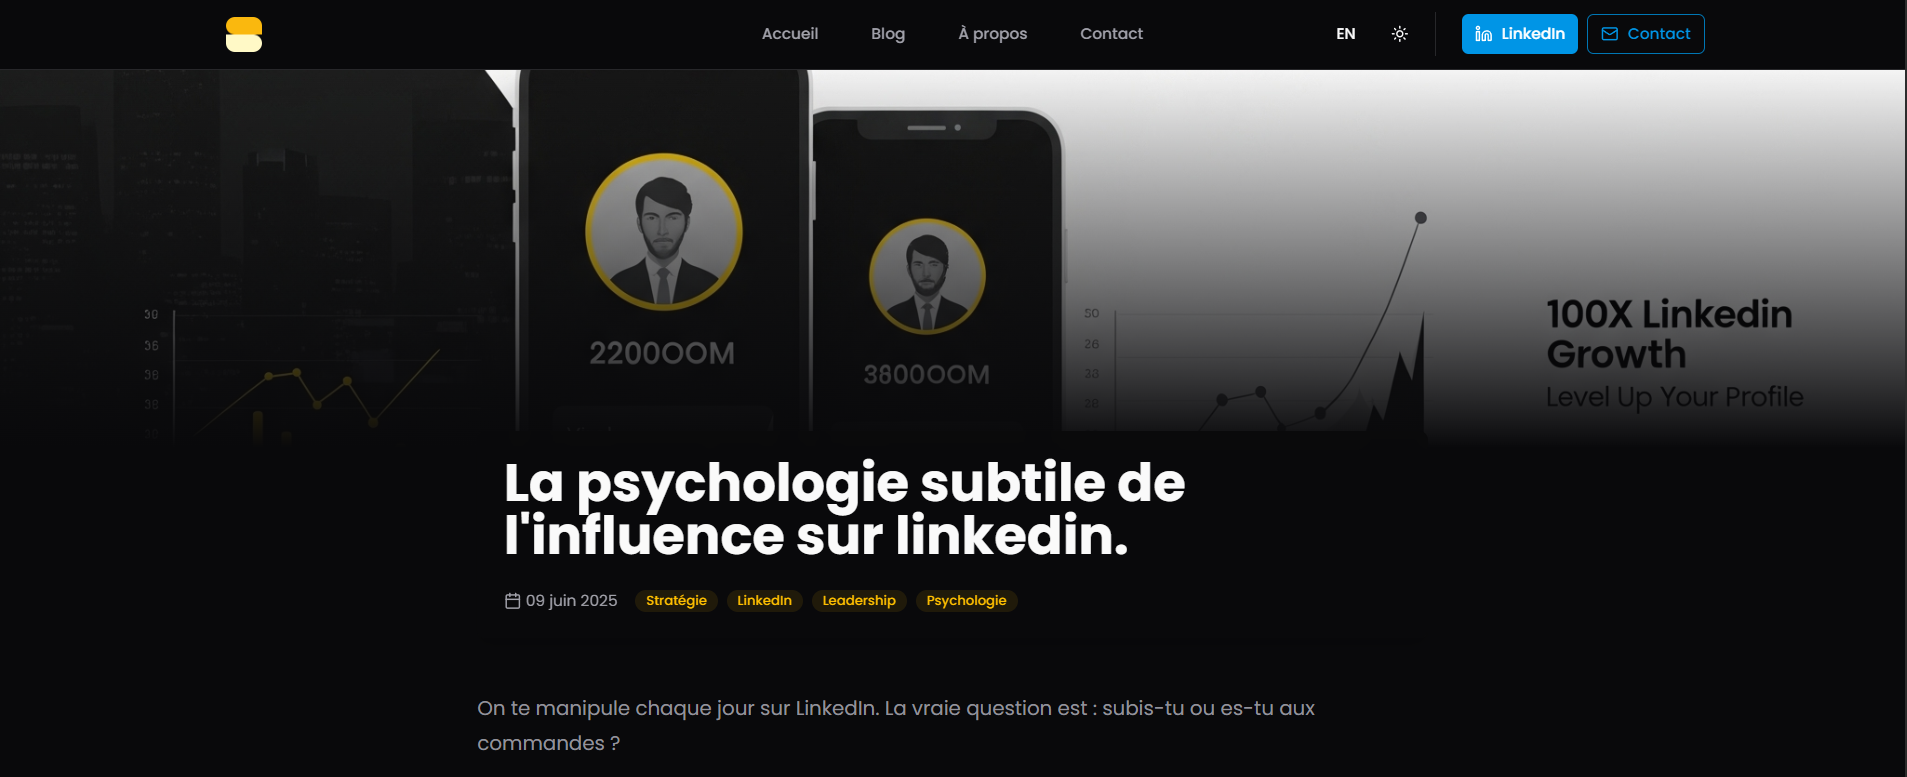 Accueil Blog À propos Contact EN LinkedIn Contact
2200OOM
3800OOM
30
36
38
38
50
26
33
28
100X Linkedin
Growth
Level Up Your Profile
La psychologie subtile de
l'influence sur linkedin.
09 juin 2025 Stratégie LinkedIn Leadership Psychologie
On te manipule chaque jour sur LinkedIn. La vraie question est : subis-tu ou es-tu aux
commandes ?